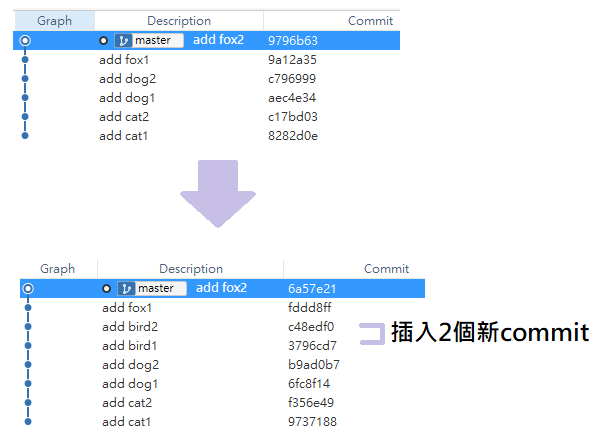 Graph Description Commit
master add fox2 9796b63
add fox1 9a12a35
add dog2 c796999
add dog1 aec4e34
add cat2 c17bd03
add cat1 8282d0e
Graph Description Commit
master add fox2 6a57e21
add fox1 fddd8ff
add bird2 c48edf0
插入2個新commit
add bird1 3796cd7
add dog2 b9ad0b7
add dog1 6fc8f14
add cat2 f356e49
add cat1 9737188